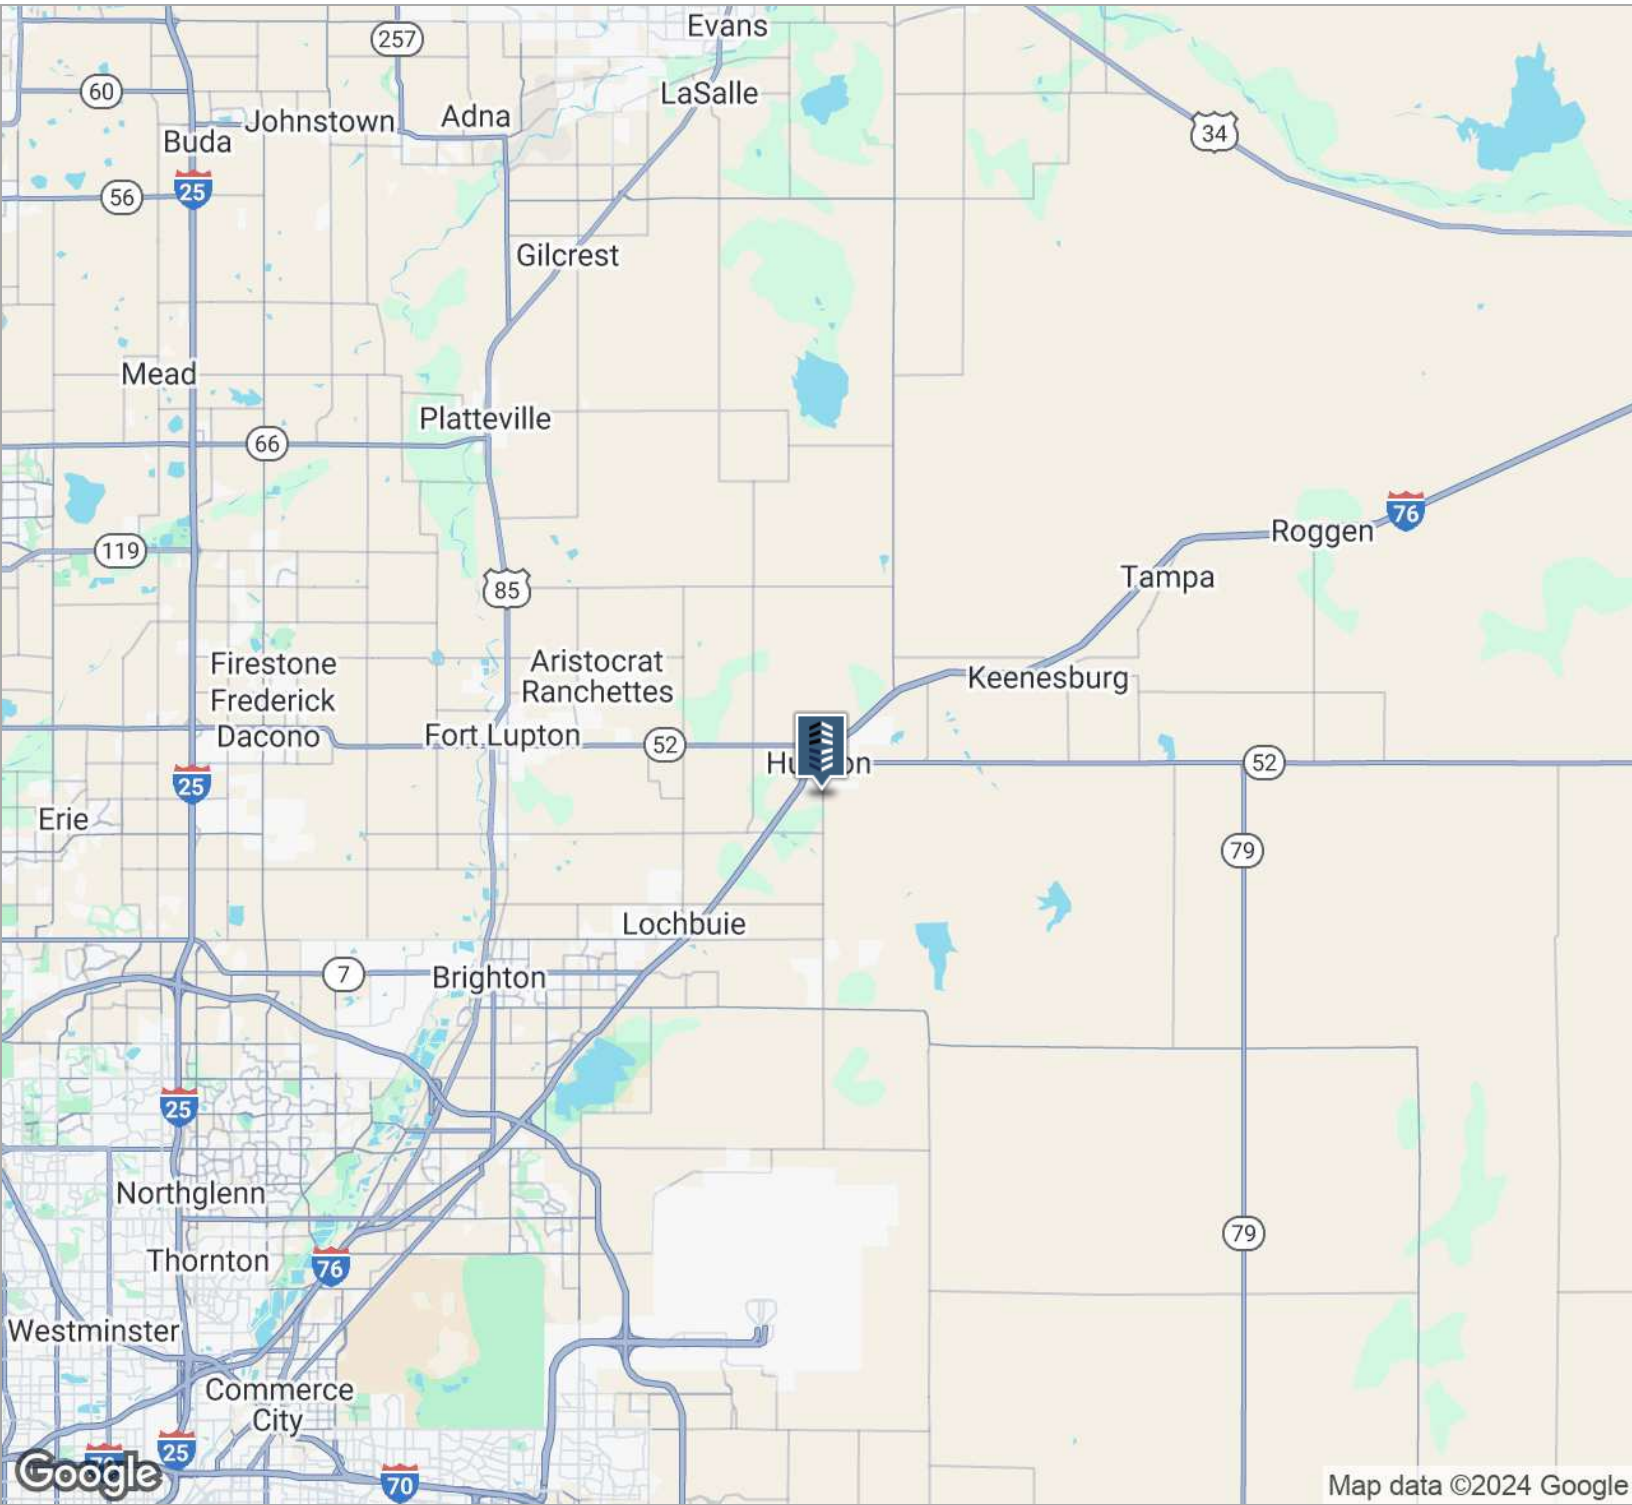 Evans
257
LaSalle
60
Johnstown
Adna
34
Buda
25
56
Gilcrest
Mead
Platteville
66
76
Roggen
119
Tampa
85
Firestone
Aristocrat
Ranchettes
Keenesburg
Frederick
Dacono
Fort Lupton
52
52
25
Erie
79
Lochbuie
7
Brighton
25
Northglenn
79
Thornton
76
Westminster
Commerce
City
25
70
Google
Map data ©2024 Google